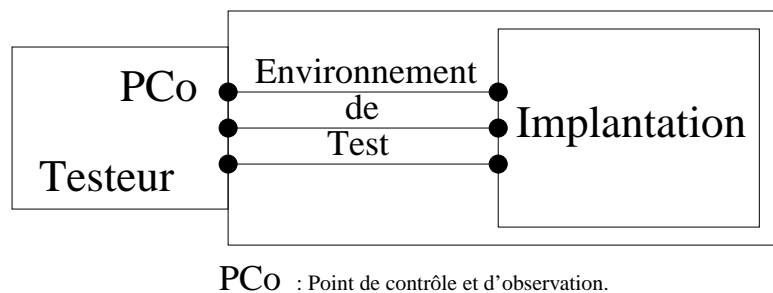 Environnement
PCo
de
Implantation
Test
Testeur
PCo : Point de contrôle et d'observation.